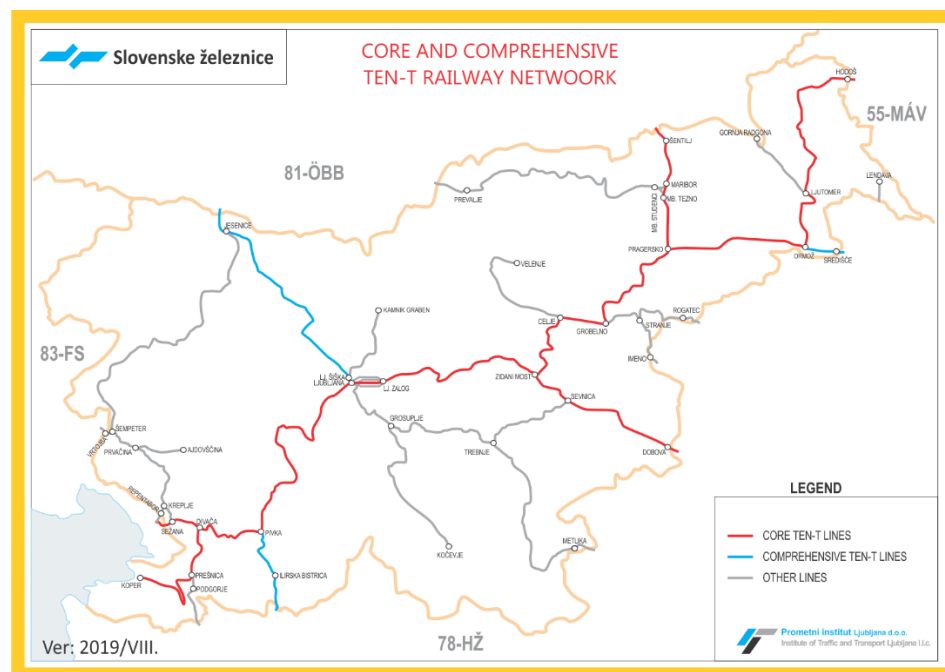 Slovenske železnice
CORE AND COMPREHENSIVE
TEN-T RAILWAY NETWOORK
HODOŠ
55-MÁV
GORNJA RADGONA
ŠENTILJ
81-ÖBB
LENDAVA
MARIBOR
PREVALJE
MB. STUDENCI
MB. TEZNO
LJUTOMER
JESENICE
PRAGERSKO
ORMOŽ
SREDIŠČE
VELENJE
KAMNIK GRABEN
CELJE
ROGATEC
GROBELNO
STRANJE
83-FS
IMENO
LJ. ŠIŠKA
LJUBLJANA
LJ. ZALOG
ZIDANI MOST
SEVNICA
GROSUPLJE
ŠEMPETER
VRTOJBA
PRVAČINA
AJDOVŠČINA
TREBNJE
DOBOVA
REPENTABOR
KREPLJE
SEŽANA
DIVAČA
PIVKA
METLIKA
KOČEVJE
KOPER
PREŠNICA
PODGORJE
ILIRSKA BISTRICA
LEGEND
CORE TEN-T LINES
COMPREHENSIVE TEN-T LINES
OTHER LINES
78-HŽ
Ver: 2019/VIII.
Prometni institut Ljubljana d.o.o.
Institute of Traffic and Transport Ljubljana l.l.c.